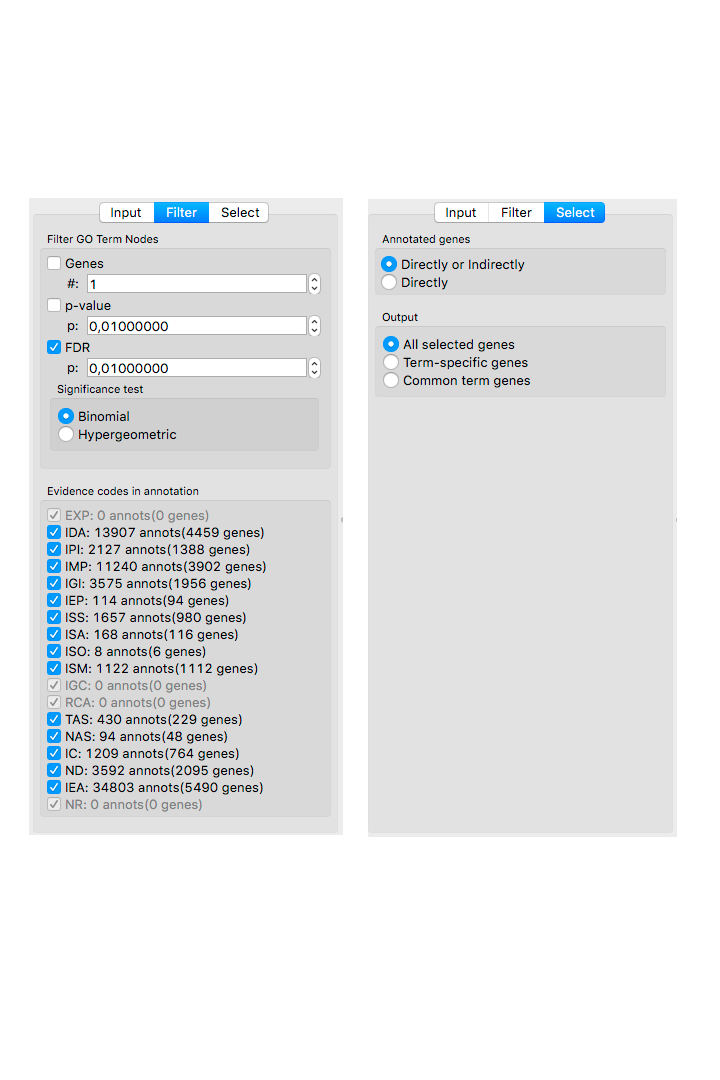 Input Filter Select
Filter GO Term Nodes
Genes
#: 1
p-value
p: 0,01000000
FDR
p: 0,01000000
Significance test
Binomial
Hypergeometric
Evidence codes in annotation
EXP: 0 annots(0 genes)
IDA: 13907 annots(4459 genes)
IPI: 2127 annots(1388 genes)
IMP: 11240 annots(3902 genes)
IGI: 3575 annots(1956 genes)
IEP: 114 annots(94 genes)
ISS: 1657 annots(980 genes)
ISA: 168 annots(116 genes)
ISO: 8 annots(6 genes)
ISM: 1122 annots(1112 genes)
IGC: 0 annots(0 genes)
RCA: 0 annots(0 genes)
TAS: 430 annots(229 genes)
NAS: 94 annots(48 genes)
IC: 1209 annots(764 genes)
ND: 3592 annots(2095 genes)
IEA: 34803 annots(5490 genes)
NR: 0 annots(0 genes)
Input Filter Select
Annotated genes
Directly or Indirectly
Directly
Output
All selected genes
Term-specific genes
Common term genes